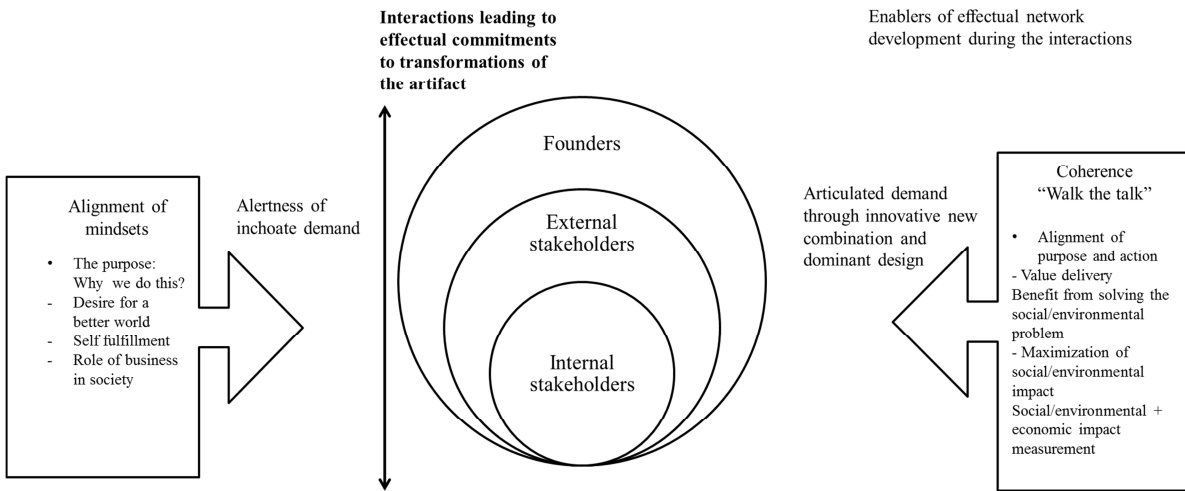 Interactions leading to
effectual commitments
to transformations of
the artifact
Enablers of effectual network
development during the interactions
Alignment of
mindsets
• The purpose:
Why we do this?
- Desire for a
better world
- Self fulfillment
- Role of business
in society
Alertness of
inchoate demand
Founders
External
stakeholders
Internal
stakeholders
Articulated demand
through innovative new
combination and
dominant design
Coherence
“Walk the talk”
• Alignment of
purpose and action
- Value delivery
Benefit from solving the
social/environmental
problem
- Maximization of
social/environmental
impact
Social/environmental +
economic impact
measurement